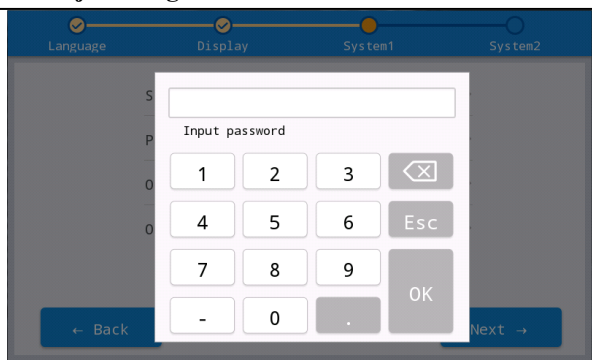 Language Display System1 System2
S
Input password
P
1 2 3
O
4 5 6 Esc
O
7 8 9
OK
- 0 .
← Back Next →